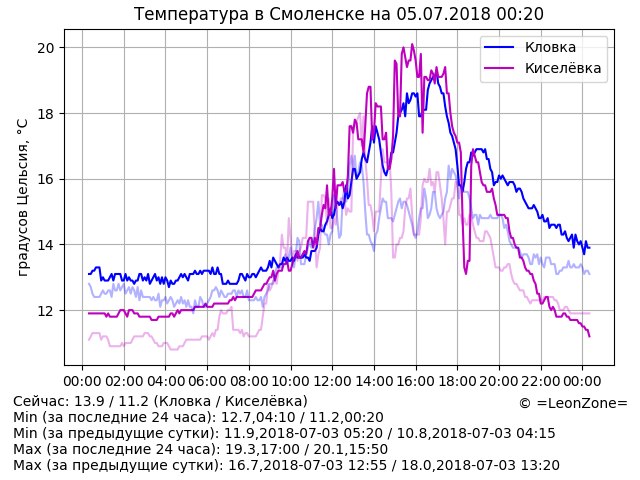 Температура в Смоленске на 05.07.2018 00:20
градусов Цельсия, °C
20
18
16
14
12
Кловка
Киселёвка
00:00 02:00 04:00 06:00 08:00 10:00 12:00 14:00 16:00 18:00 20:00 22:00 00:00
Сейчас: 13.9 / 11.2 (Кловка / Киселёвка)
© =LeonZone=
Min (за последние 24 часа): 12.7,04:10 / 11.2,00:20
Min (за предыдущие сутки): 11.9,2018-07-03 05:20 / 10.8,2018-07-03 04:15
Max (за последние 24 часа): 19.3,17:00 / 20.1,15:50
Max (за предыдущие сутки): 16.7,2018-07-03 12:55 / 18.0,2018-07-03 13:20